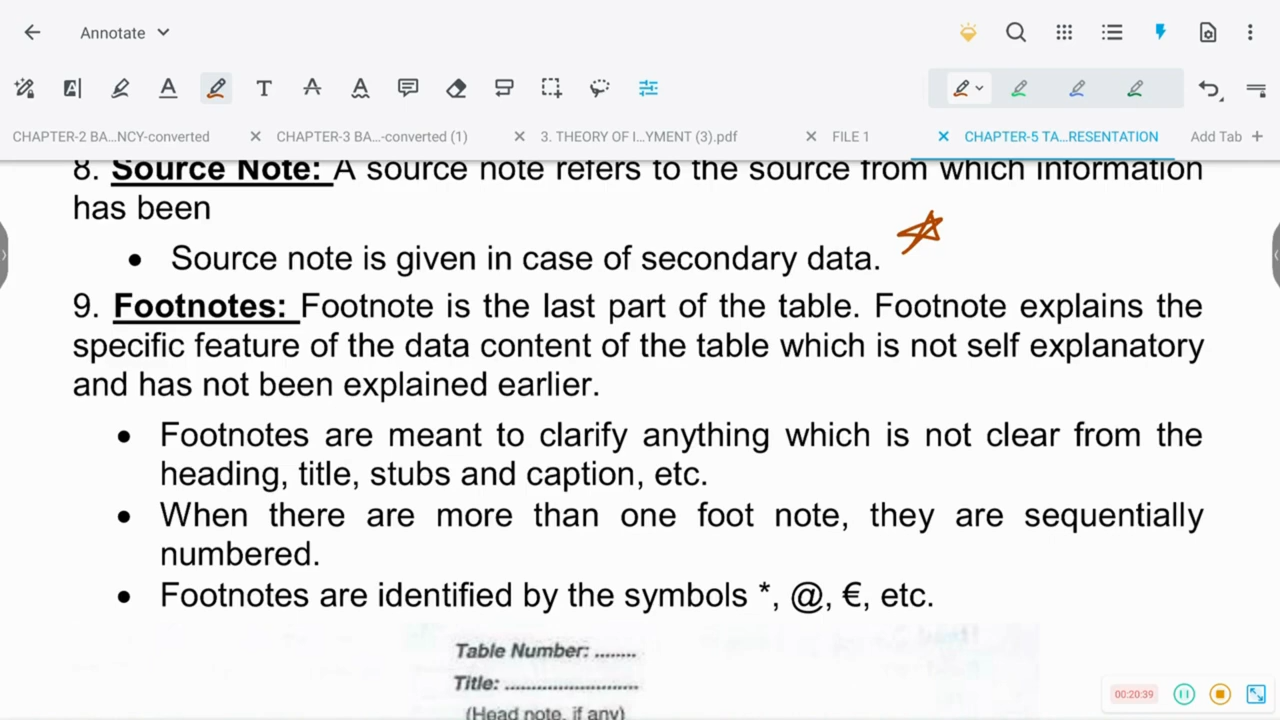 Annotate
CHAPTER-2 BA...NCY-converted
CHAPTER-3 BA...-converted (1)
3. THEORY OF I...YMENT (3).pdf
FILE 1
CHAPTER-5 TA...RESENTATION
Add Tab +
8. Source Note: A source note refers to the source from which information
has been
• Source note is given in case of secondary data.
9. Footnotes: Footnote is the last part of the table. Footnote explains the
specific feature of the data content of the table which is not self explanatory
and has not been explained earlier.
• Footnotes are meant to clarify anything which is not clear from the
heading, title, stubs and caption, etc.
• When there are more than one foot note, they are sequentially
numbered.
• Footnotes are identified by the symbols *, @, €, etc.
Table Number: ........
Title: ..........................
(Head note, if any)
00:20:39